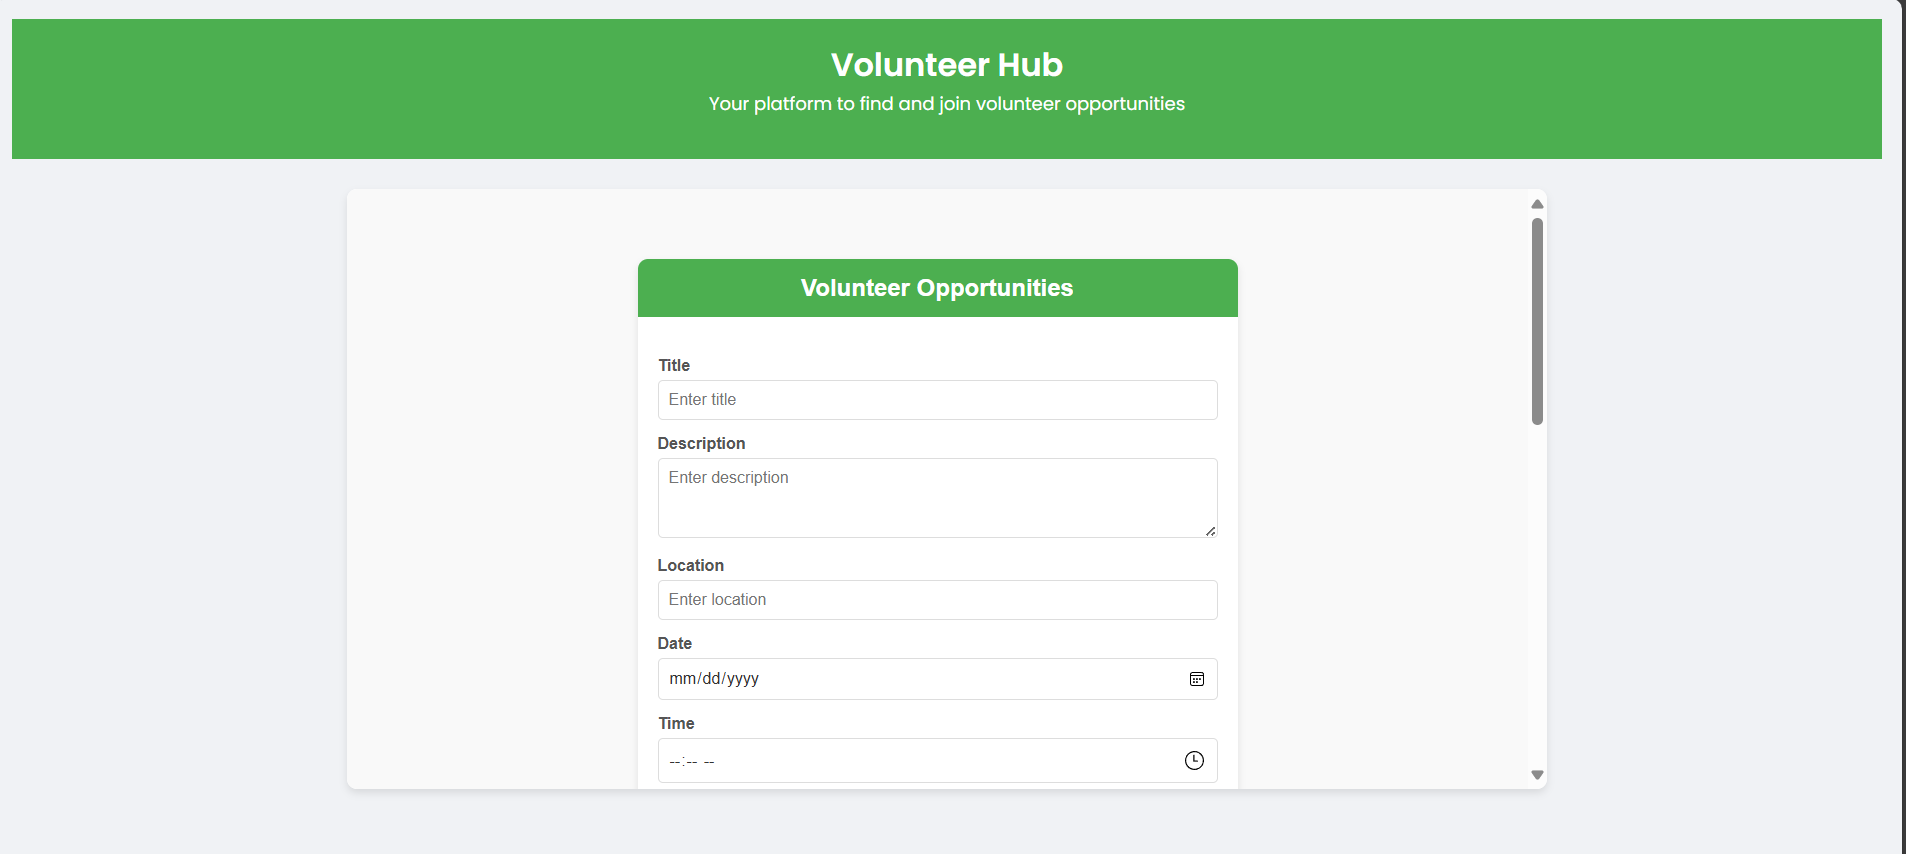 Volunteer Hub
Your platform to find and join volunteer opportunities
Volunteer Opportunities
Title
Enter title
Description
Enter description
Location
Enter location
Date
mm/dd/yyyy
Time
--:-- --